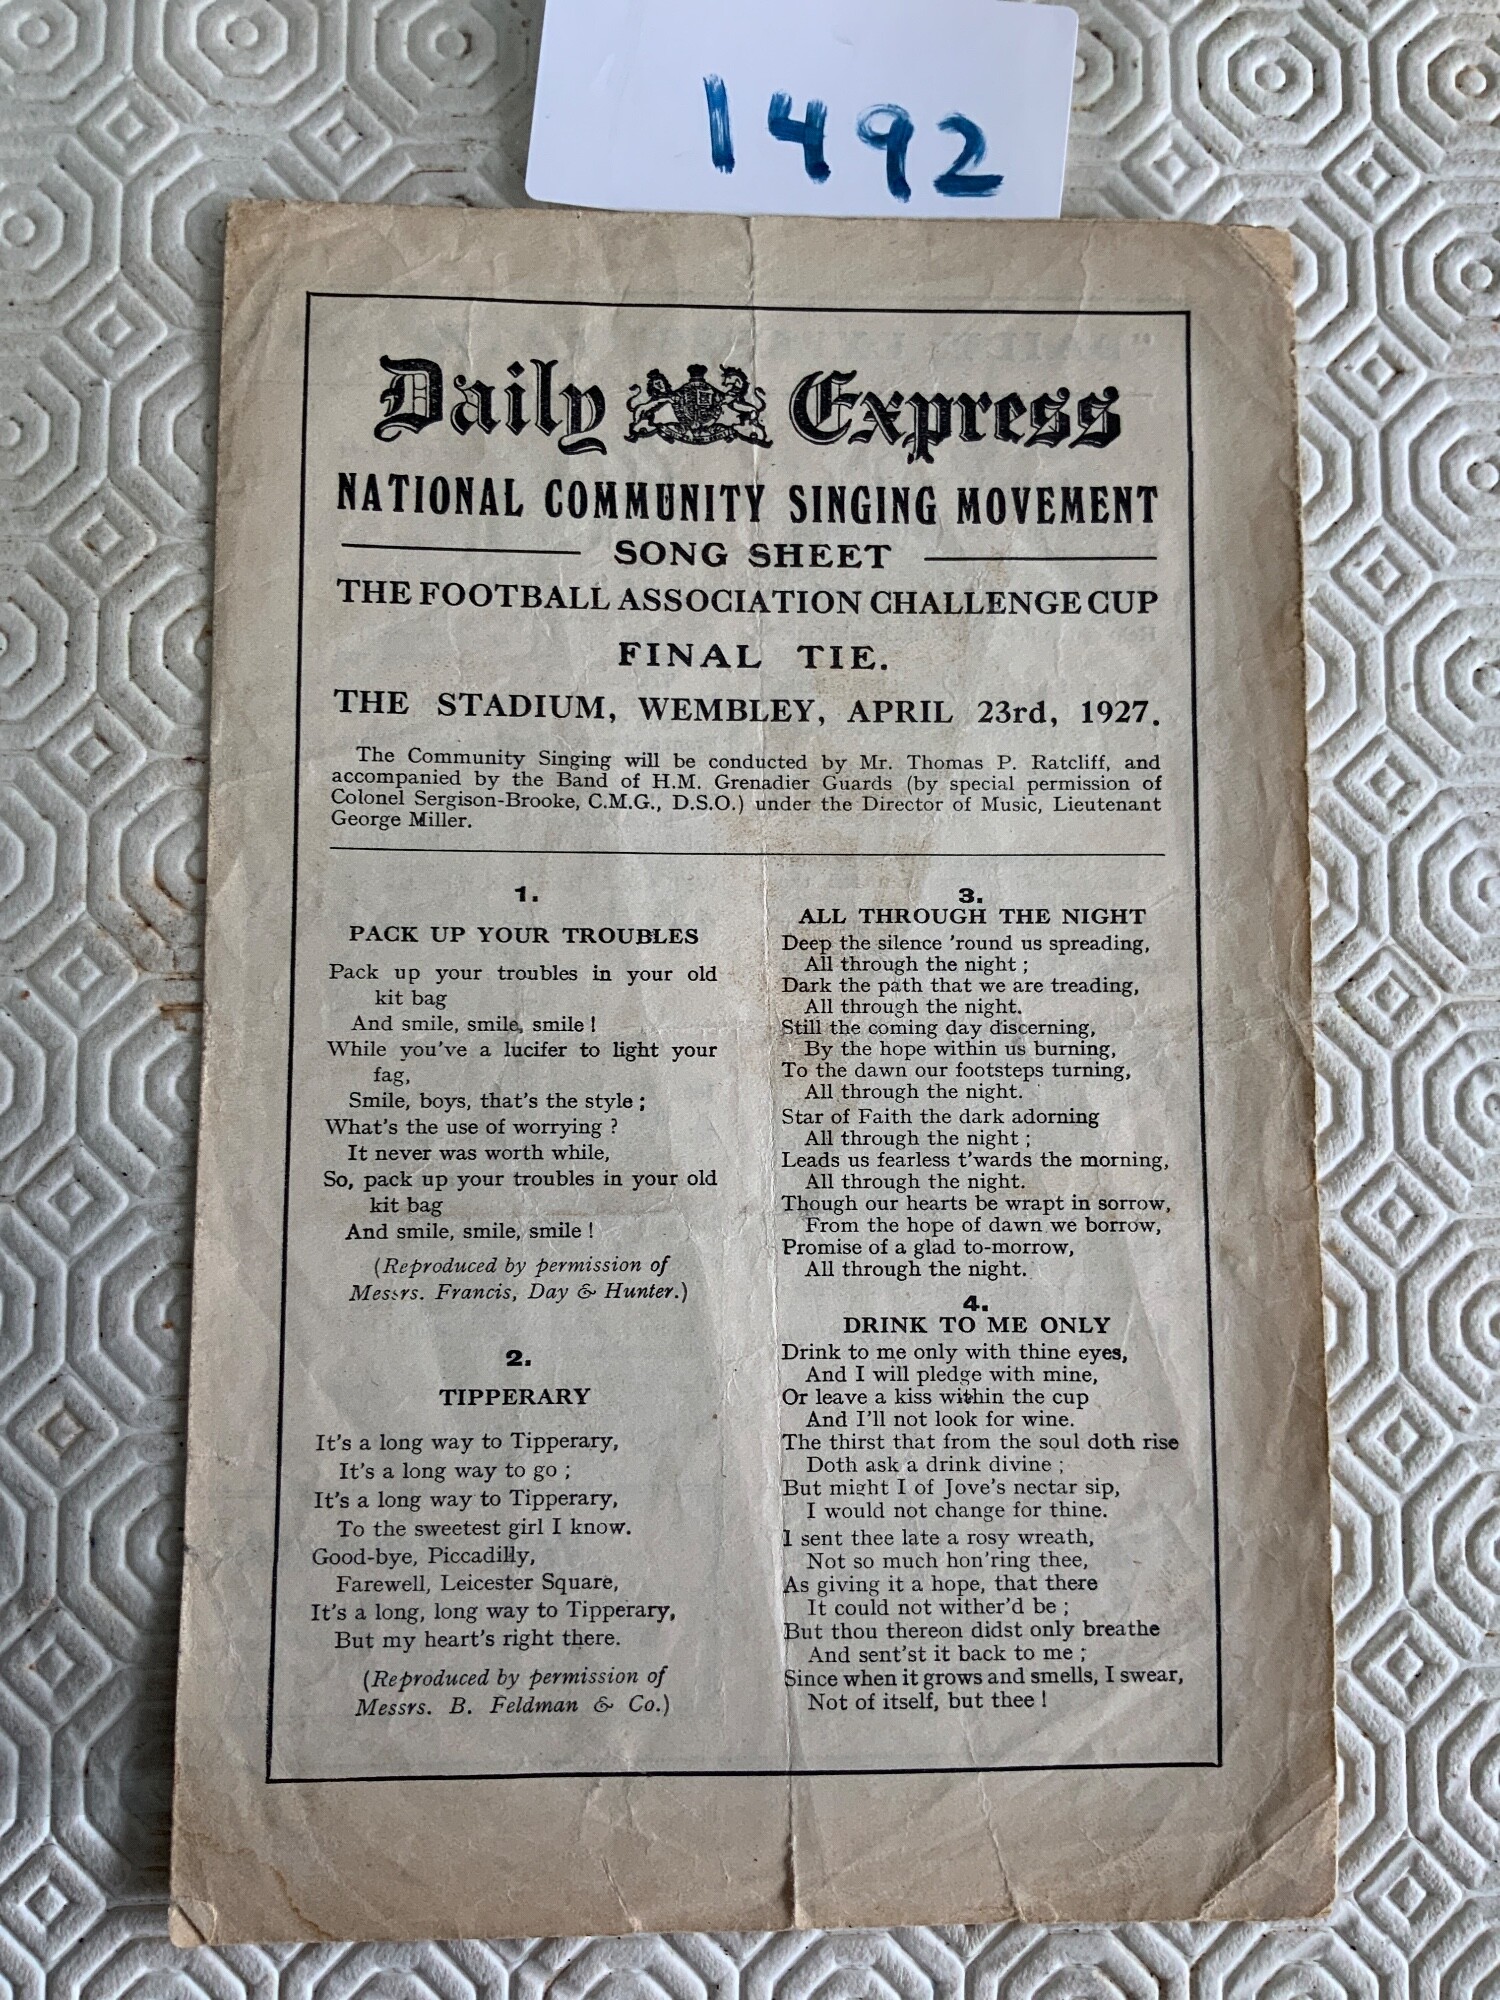 1492
Daily Express
NATIONAL COMMUNITY SINGING MOVEMENT
SONG SHEET
THE FOOTBALL ASSOCIATION CHALLENGE CUP
FINAL TIE.
THE STADIUM, WEMBLEY, APRIL 23rd, 1927.
The Community Singing will be conducted by Mr. Thomas P. Ratcliff, and
accompanied by the Band of H.M. Grenadier Guards (by special permission of
Colonel Sergison-Brooke, C.M.G., D.S.O.) under the Director of Music, Lieutenant
George Miller.
1.
PACK UP YOUR TROUBLES
Pack up your troubles in your old
kit bag
And smile, smile, smile !
While you've a lucifer to light your
fag,
Smile, boys, that's the style ;
What's the use of worrying ?
It never was worth while,
So, pack up your troubles in your old
kit bag
And smile, smile, smile !
(Reproduced by permission of
Messrs. Francis, Day & Hunter.)
2.
TIPPERARY
It's a long way to Tipperary,
It's a long way to go ;
It's a long way to Tipperary,
To the sweetest girl I know.
Good-bye, Piccadilly,
Farewell, Leicester Square,
It's a long, long way to Tipperary,
But my heart's right there.
(Reproduced by permission of
Messrs. B. Feldman & Co.)
3.
ALL THROUGH THE NIGHT
Deep the silence 'round us spreading,
All through the night ;
Dark the path that we are treading,
All through the night.
Still the coming day discerning,
By the hope within us burning,
To the dawn our footsteps turning,
All through the night.
Star of Faith the dark adorning
All through the night ;
Leads us fearless t'wards the morning,
All through the night.
Though our hearts be wrapt in sorrow,
From the hope of dawn we borrow,
Promise of a glad to-morrow,
All through the night.
4.
DRINK TO ME ONLY
Drink to me only with thine eyes,
And I will pledge with mine,
Or leave a kiss within the cup
And I'll not look for wine.
The thirst that from the soul doth rise
Doth ask a drink divine ;
But might I of Jove's nectar sip,
I would not change for thine.
I sent thee late a rosy wreath,
Not so much hon'ring thee,
As giving it a hope, that there
It could not wither'd be ;
But thou thereon didst only breathe
And sent'st it back to me ;
Since when it grows and smells, I swear,
Not of itself, but thee !